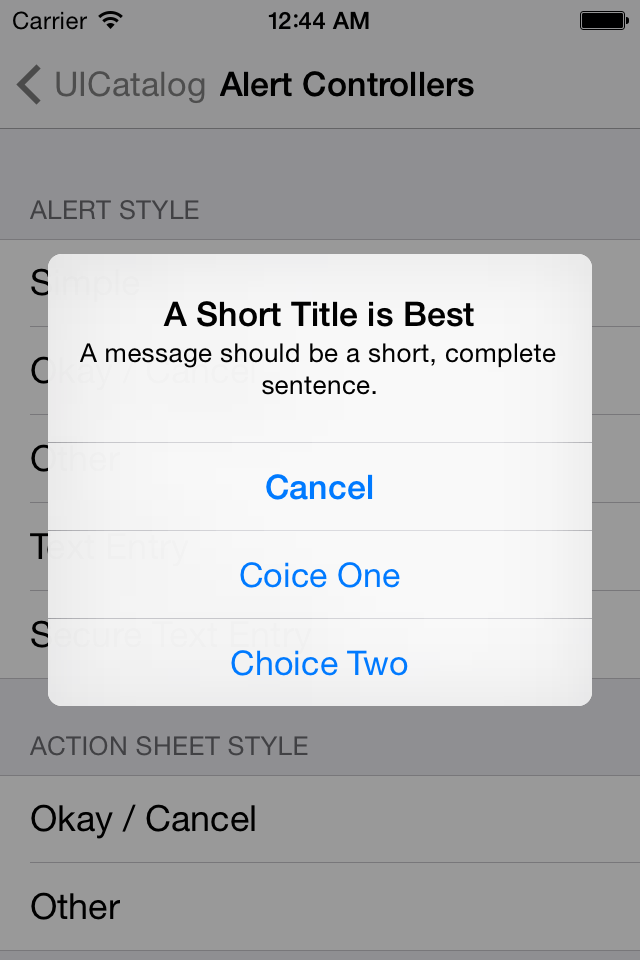 Carrier 12:44 AM
UICatalog Alert Controllers
ALERT STYLE
Simple
A Short Title is Best
A message should be a short, complete
sentence.
Okay / Cancel
Other
Cancel
Text Entry
Coice One
Secure Text Entry
Choice Two
ACTION SHEET STYLE
Okay / Cancel
Other